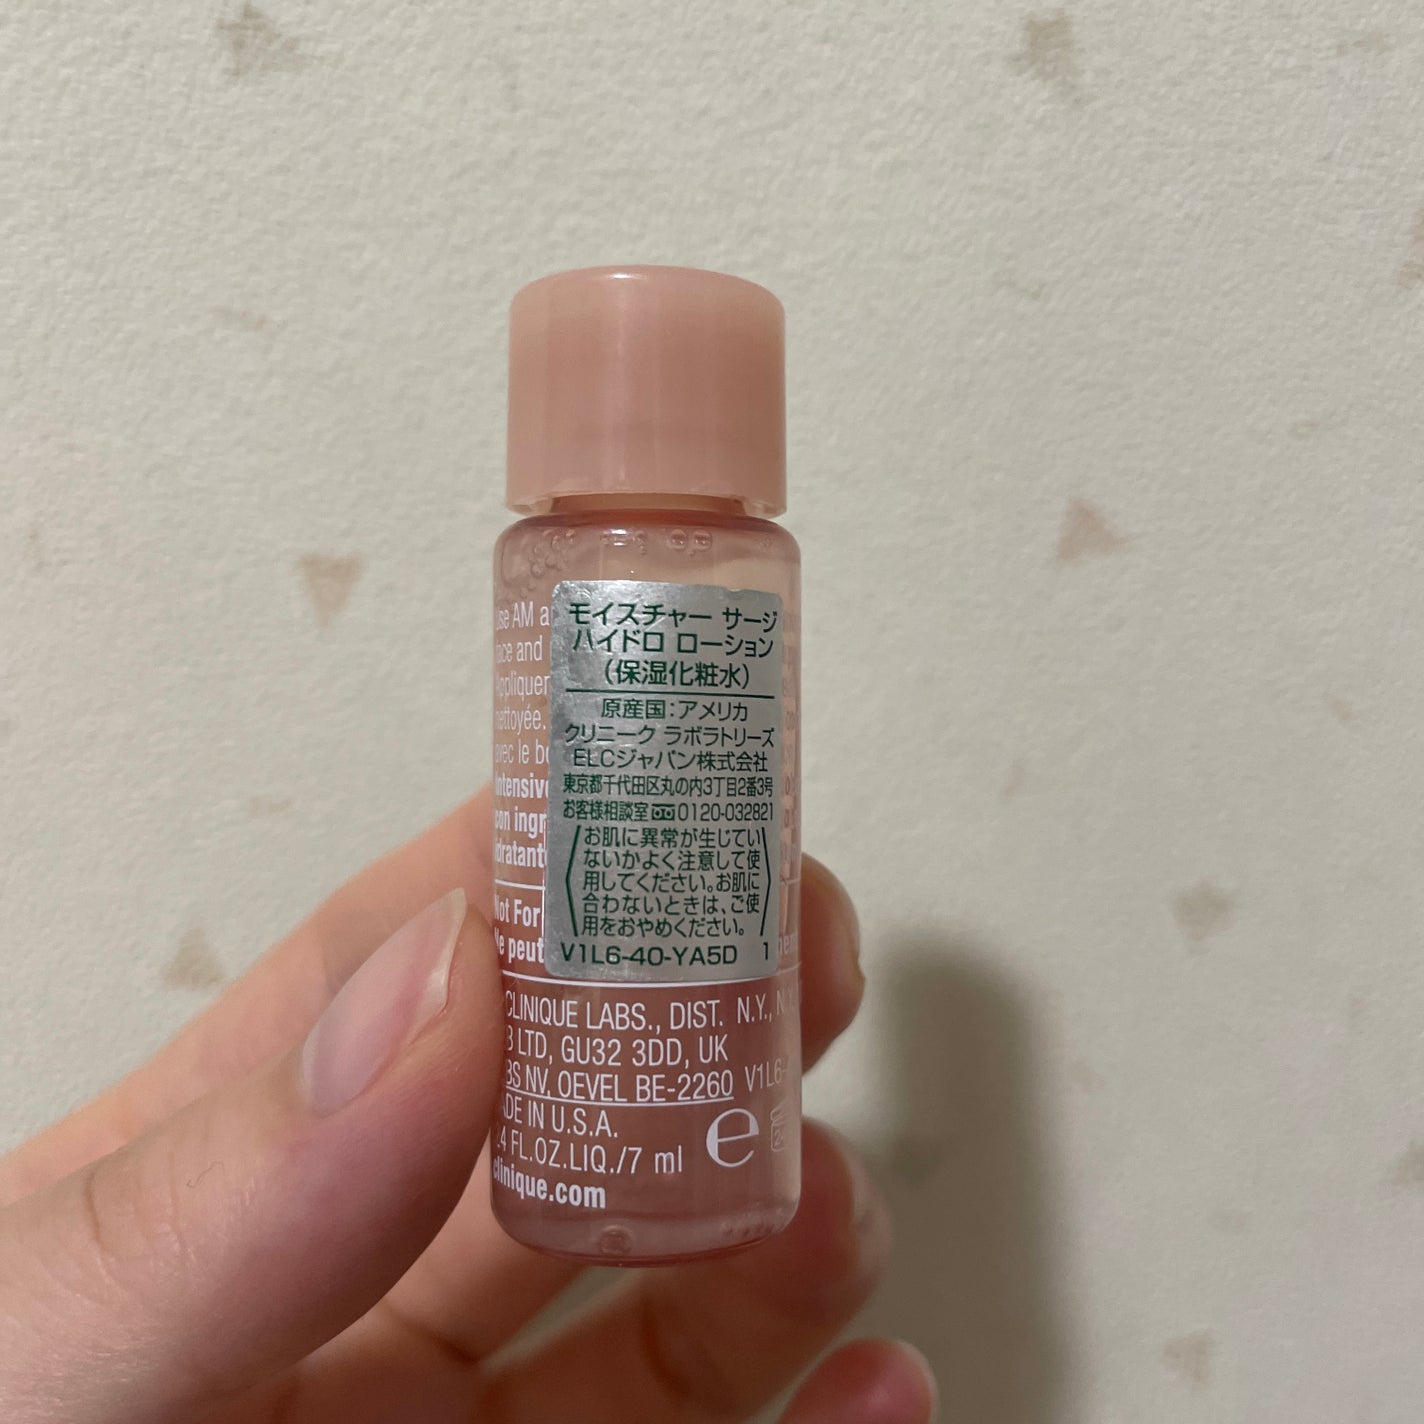 モイスチャー サージ
ハイドロ ローション
(保湿化粧水)
原産国：アメリカ
クリニーク ラボラトリーズ
ELCジャパン株式会社
東京都千代田区丸の内3丁目2番3号
お客様相談室 0120-032821
お肌に異常が生じてい
ないかよく注意して使
用してください。お肌に
合わないときは、ご使
用をおやめください。
V1L6-40-YA5D 1
Use AM
face and
Appliquer
nettoyée.
avec le
Not For
Ne peut
CLINIQUE LABS., DIST. N.Y.,
LTD, GU32 3DD, UK
NV. OEVEL BE-2260 V1L6-
MADE IN U.S.A.
.4 FL.OZ.LIQ./7 ml e
clinique.com